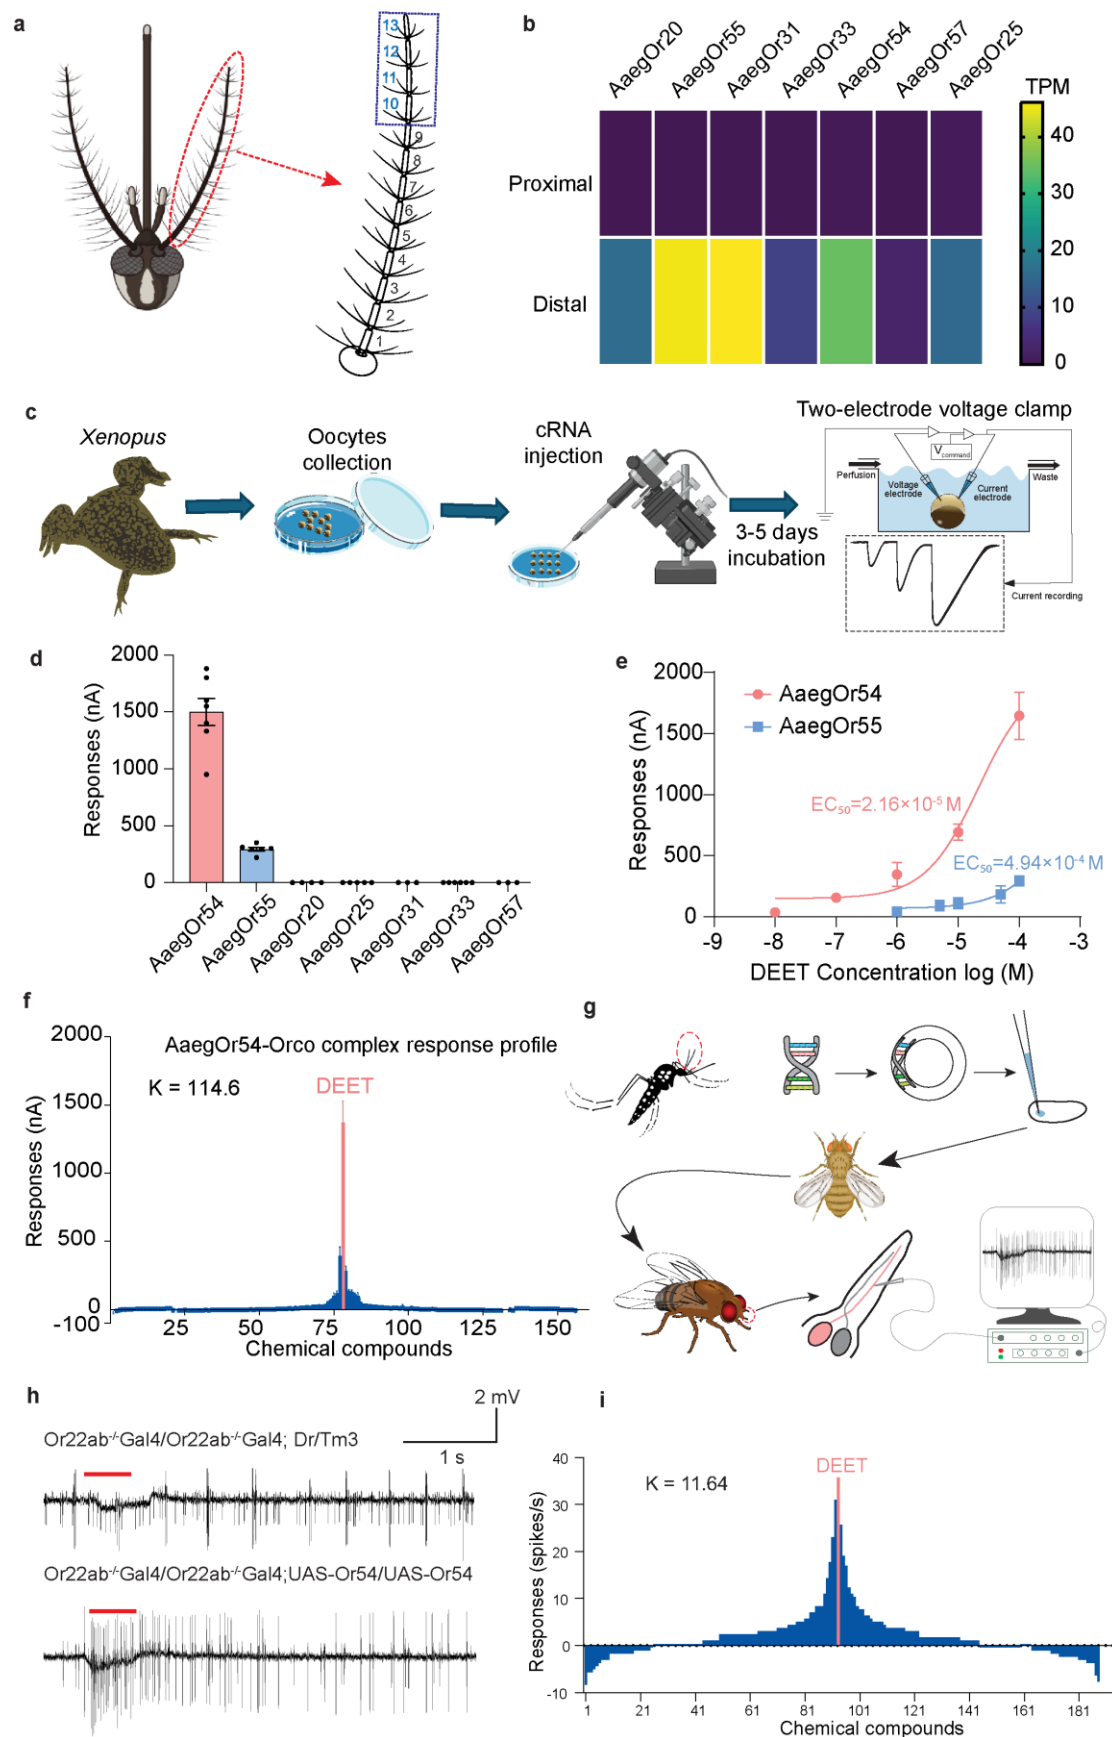 a
13
12
11
10
9
8
7
6
5
4
3
2
1
b
AaegOr20
AaegOr55
AaegOr31
AaegOr33
AaegOr54
AaegOr57
AaegOr25
TPM
Proximal
Distal
40
30
20
10
0
c
Xenopus
Oocytes
collection
cRNA
injection
3-5 days
incubation
Two-electrode voltage clamp
Vcommand
Perfusion
Waste
Voltage
electrode
Current
electrode
Current recording
d
Responses (nA)
2000
1500
1000
500
0
AaegOr54
AaegOr55
AaegOr20
AaegOr25
AaegOr31
AaegOr33
AaegOr57
e
Responses (nA)
2000
1500
1000
500
0
AaegOr54
AaegOr55
EC₅₀=2.16×10⁻⁵ M
EC₅₀=4.94×10⁻⁴ M
-9 -8 -7 -6 -5 -4 -3
DEET Concentration log (M)
f
AaegOr54-Orco complex response profile
K = 114.6
DEET
Responses (nA)
2000
1500
1000
500
0
-100
25 50 75 100 125 150
Chemical compounds
g
h
2 mV
1 s
Or22ab⁻/⁻Gal4/Or22ab⁻/⁻Gal4; Dr/Tm3
Or22ab⁻/⁻Gal4/Or22ab⁻/⁻Gal4;UAS-Or54/UAS-Or54
i
K = 11.64
DEET
Responses (spikes/s)
40
30
20
10
0
-10
1 21 41 61 81 101 121 141 161 181
Chemical compounds